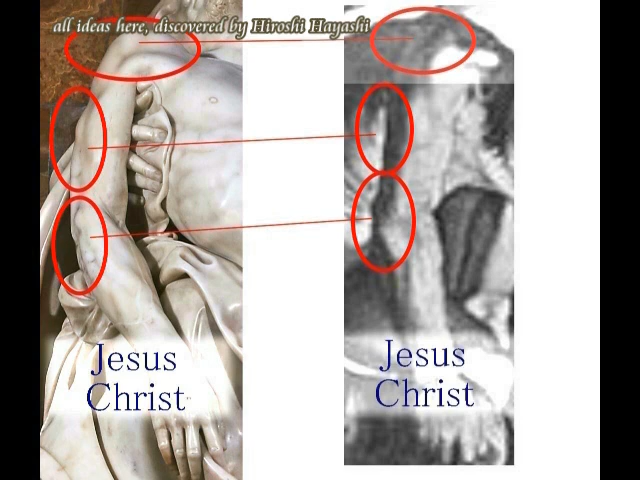 all ideas here, discovered by Hiroshi Hayashi
Jesus
Christ
Jesus
Christ